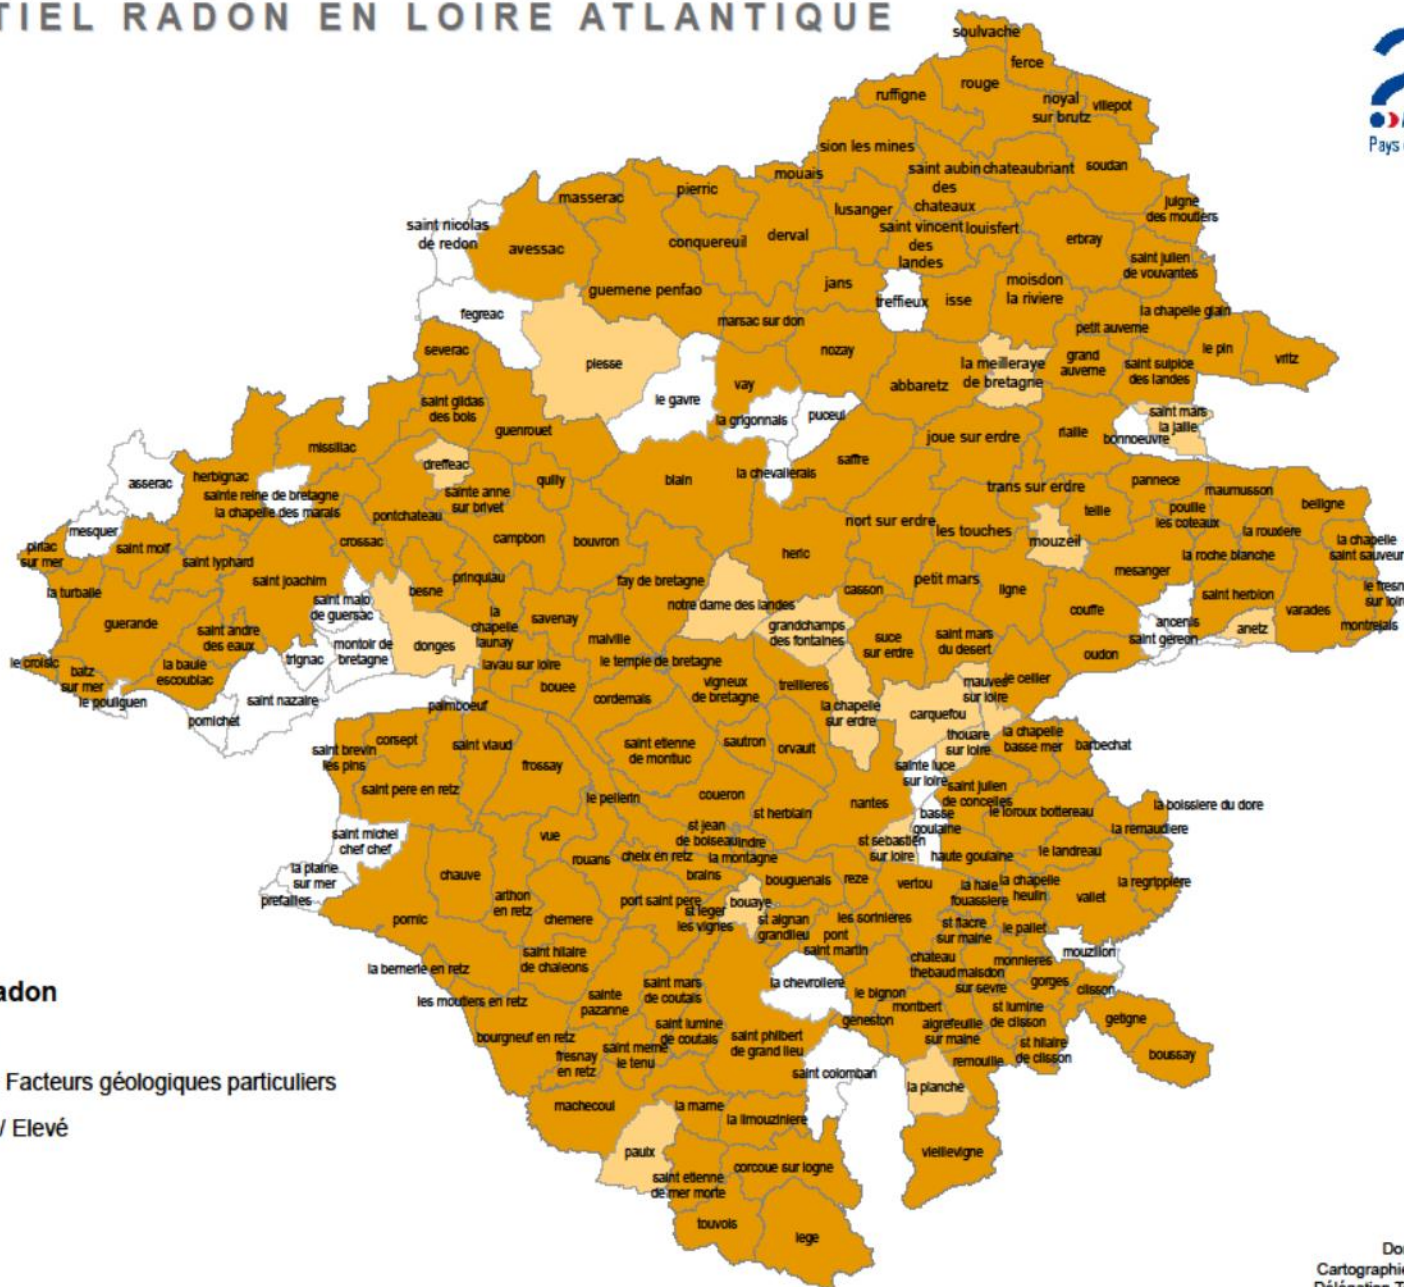 TIEL RADON EN LOIRE ATLANTIQUE
Pays
soulvache
ferce
rouge
ruffigne
noyal
sur brutz
villepot
sion les mines
saint aubin
des
chateaux
chateaubriant
soudan
mouais
pierric
masserac
lusanger
juigne
des moutiers
saint nicolas
de redon
avessac
conquereuil
derval
saint vincent
des
landes
louisfert
erbray
saint julien
de vouvantes
guemene penfao
jans
treffieux
isse
moisdon
la riviere
fegreac
marsac sur don
la chapelle glain
petit auverne
severac
plesse
nozay
la meilleraye
de bretagne
grand
auverne
saint sulpice
des landes
le pin
vritz
vay
abbaretz
le gavre
saint gildas
des bois
la grigonnais
puceul
saint mars
la jaille
bonnoeuvre
guenrouet
joue sur erdre
riaille
missillac
dreffeac
la chevallerais
saffre
asserac
herbignac
quilly
blain
trans sur erdre
pannece
maumusson
belligne
sainte reine de bretagne
la chapelle des marais
sainte anne
sur brivet
pontchateau
teille
pouille
les coteaux
nort sur erdre
les touches
la rouxiere
mesquer
crossac
campbon
bouvron
mouzeil
la chapelle
saint sauveur
piriac
sur mer
saint molf
saint lyphard
heric
la roche blanche
saint joachim
prinquiau
fay de bretagne
petit mars
mesanger
la turballe
besne
casson
ligne
saint herblon
le fresn
sur loire
saint malo
de guersac
notre dame des landes
couffe
varades
guerande
saint andre
des eaux
la
chapelle
launay
savenay
grandchamps
des fontaines
ancenis
saint gereon
anetz
montrelais
montoir de
bretagne
donges
malville
suce
sur erdre
saint mars
du desert
oudon
le croisic
batz
sur mer
la baule
escoublac
trignac
lavau sur loire
le temple de bretagne
le pouliguen
saint nazaire
bouee
cordemais
vigneux
de bretagne
treillieres
mauves
sur loire
le cellier
pornichet
paimboeuf
la chapelle
sur erdre
carquefou
thouare
sur loire
la chapelle
basse mer
barbechat
saint brevin
les pins
corsept
saint viaud
saint etienne
de montluc
sautron
orvault
frossay
sainte luce
sur loire
saint pere en retz
le pellerin
coueron
st herblain
nantes
saint julien
de concelles
le loroux bottereau
la boissiere du dore
saint michel
chef chef
vue
st jean
de boiseau
indre
basse
goulaine
la remaudiere
st sebastien
sur loire
haute goulaine
le landreau
rouans
cheix en retz
la montagne
la plaine
sur mer
chauve
brains
bouguenais
reze
vertou
la haie
fouassiere
la chapelle
heulin
vallet
la regrippiere
prefailles
arthon
en retz
port saint pere
bouaye
st leger
les vignes
pornic
chemere
st aignan
grandlieu
pont
saint martin
les sorinieres
st fiacre
sur maine
le pallet
mouzillon
saint hilaire
de chaleons
chateau
thebaud
maisdon
sur sevre
monnieres
la bernerie en retz
la chevroliere
gorges
clisson
les moutiers en retz
sainte
pazanne
saint mars
de coutais
le bignon
montbert
st lumine
de clisson
getigne
geneston
aigrefeuille
sur maine
bourgneuf en retz
saint lumine
de coutais
saint philbert
de grand lieu
st hilaire
de clisson
boussay
fresnay
en retz
saint meme
le tenu
remouille
saint colomban
la planche
machecoul
la marne
la limouziniere
paulx
corcoue sur logne
vieillevigne
saint etienne
de mer morte
touvois
lege
adon
Facteurs géologiques particuliers
/ Elevé
Cartographie